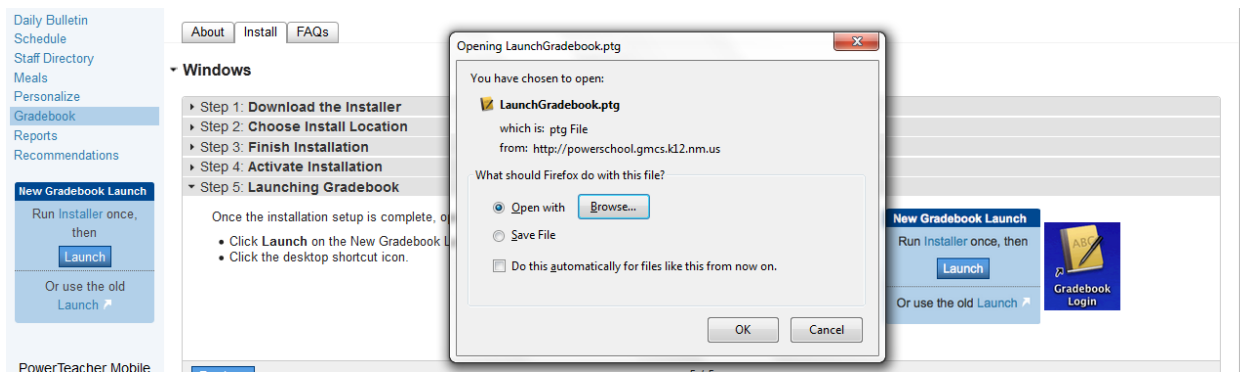 Daily Bulletin
Schedule
Staff Directory
Meals
Personalize
Gradebook
Reports
Recommendations
New Gradebook Launch
Run Installer once,
then
Launch
Or use the old
Launch
PowerTeacher Mobile
About Install FAQs
Windows
Step 1: Download the Installer
Step 2: Choose Install Location
Step 3: Finish Installation
Step 4: Activate Installation
Step 5: Launching Gradebook
Once the installation setup is complete,
• Click Launch on the New Gradebook
• Click the desktop shortcut icon.
Opening LaunchGradebook.ptg
You have chosen to open:
LaunchGradebook.ptg
which is: ptg File
from: http://powerschool.gmcs.k12.nm.us
What should Firefox do with this file?
Open with Browse...
Save File
Do this automatically for files like this from now on.
OK Cancel
New Gradebook Launch
Run Installer once, then
Launch
Or use the old Launch
ABC
Gradebook
Login